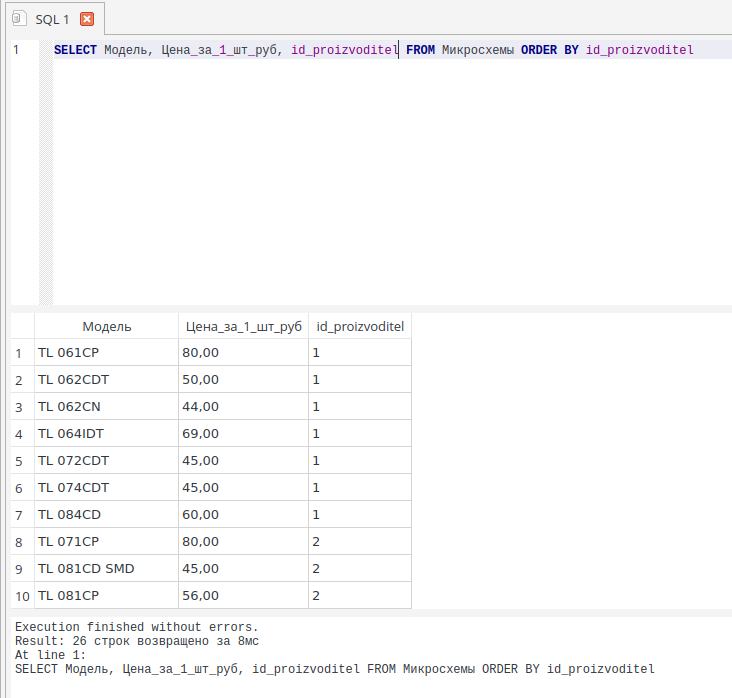 SQL 1
1 SELECT Модель, Цена_за_1_шт_руб, id_proizvoditel FROM Микросхемы ORDER BY id_proizvoditel
Модель Цена_за_1_шт_руб id_proizvoditel
1 TL 061CP 80,00 1
2 TL 062CDT 50,00 1
3 TL 062CN 44,00 1
4 TL 064IDT 69,00 1
5 TL 072CDT 45,00 1
6 TL 074CDT 45,00 1
7 TL 084CD 60,00 1
8 TL 071CP 80,00 2
9 TL 081CD SMD 45,00 2
10 TL 081CP 56,00 2
Execution finished without errors.
Result: 26 строк возвращено за 8мс
At line 1:
SELECT Модель, Цена_за_1_шт_руб, id_proizvoditel FROM Микросхемы ORDER BY id_proizvoditel